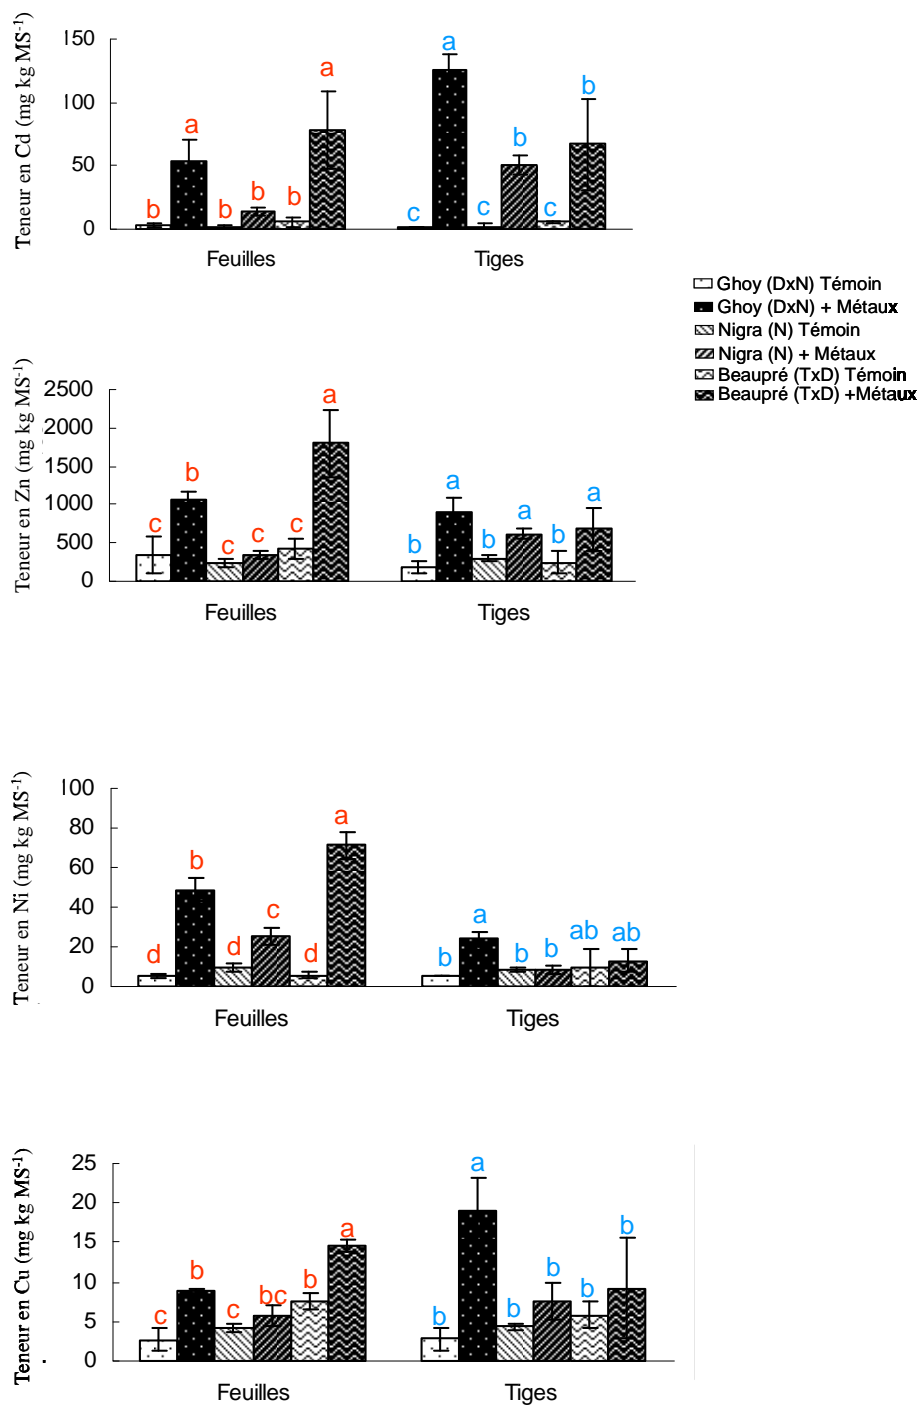 Teneur en Cd (mg kg MS-1)
150
100
50
0
b
a
b
b
b
a
c
a
c
b
c
b
Feuilles
Tiges
Ghoy (DxN) Témoin
Ghoy (DxN) + Métaux
Nigra (N) Témoin
Nigra (N) + Métaux
Beaupré (TxD) Témoin
Beaupré (TxD) +Métaux
Teneur en Zn (mg kg MS-1)
2500
2000
1500
1000
500
0
c
b
c
c
c
a
b
a
b
a
b
a
Feuilles
Tiges
Teneur en Ni (mg kg MS-1)
100
80
60
40
20
0
d
b
d
c
d
a
b
a
b
b
ab
ab
Feuilles
Tiges
Teneur en Cu (mg kg MS-1)
25
20
15
10
5
0
c
b
c
bc
b
a
b
a
b
b
b
b
Feuilles
Tiges